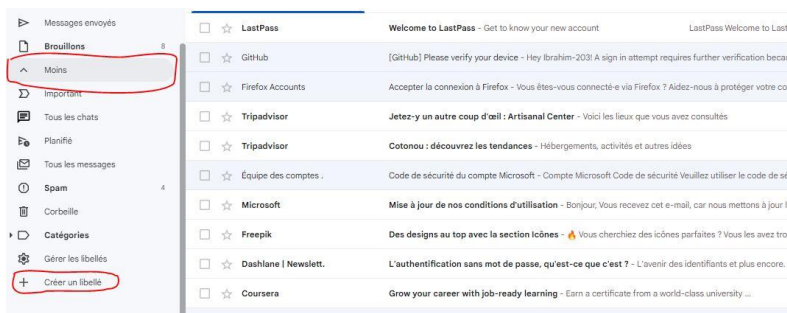 Messages envoyés
Brouillons 8
Moins
Important
Tous les chats
Planifié
Tous les messages
Spam 4
Corbeille
Catégories
Gérer les libellés
Créer un libellé
LastPass Welcome to LastPass - Get to know your new account LastPass Welcome to Last
GitHub [GitHub] Please verify your device - Hey Ibrahim-203! A sign in attempt requires further verification beca
Firefox Accounts Accepter la connexion à Firefox - Vous êtes-vous connecté·e via Firefox ? Aidez-nous à protéger votre co
Tripadvisor Jetez-y un autre coup d'œil : Artisanal Center - Voici les lieux que vous avez consultés
Tripadvisor Cotonou : découvrez les tendances - Hébergements, activités et autres idées
Équipe des comptes . Code de sécurité du compte Microsoft - Compte Microsoft Code de sécurité Veuillez utiliser le code de sé
Microsoft Mise à jour de nos conditions d'utilisation - Bonjour, Vous recevez cet e-mail, car nous mettons à jour l
Freepik Des designs au top avec la section Icônes - 🔥 Vous cherchiez des icônes parfaites ? Vous les avez tro
Dashlane | Newslett. L'authentification sans mot de passe, qu'est-ce que c'est ? - L'avenir des identifiants et plus encore.
Coursera Grow your career with job-ready learning - Earn a certificate from a world-class university ...